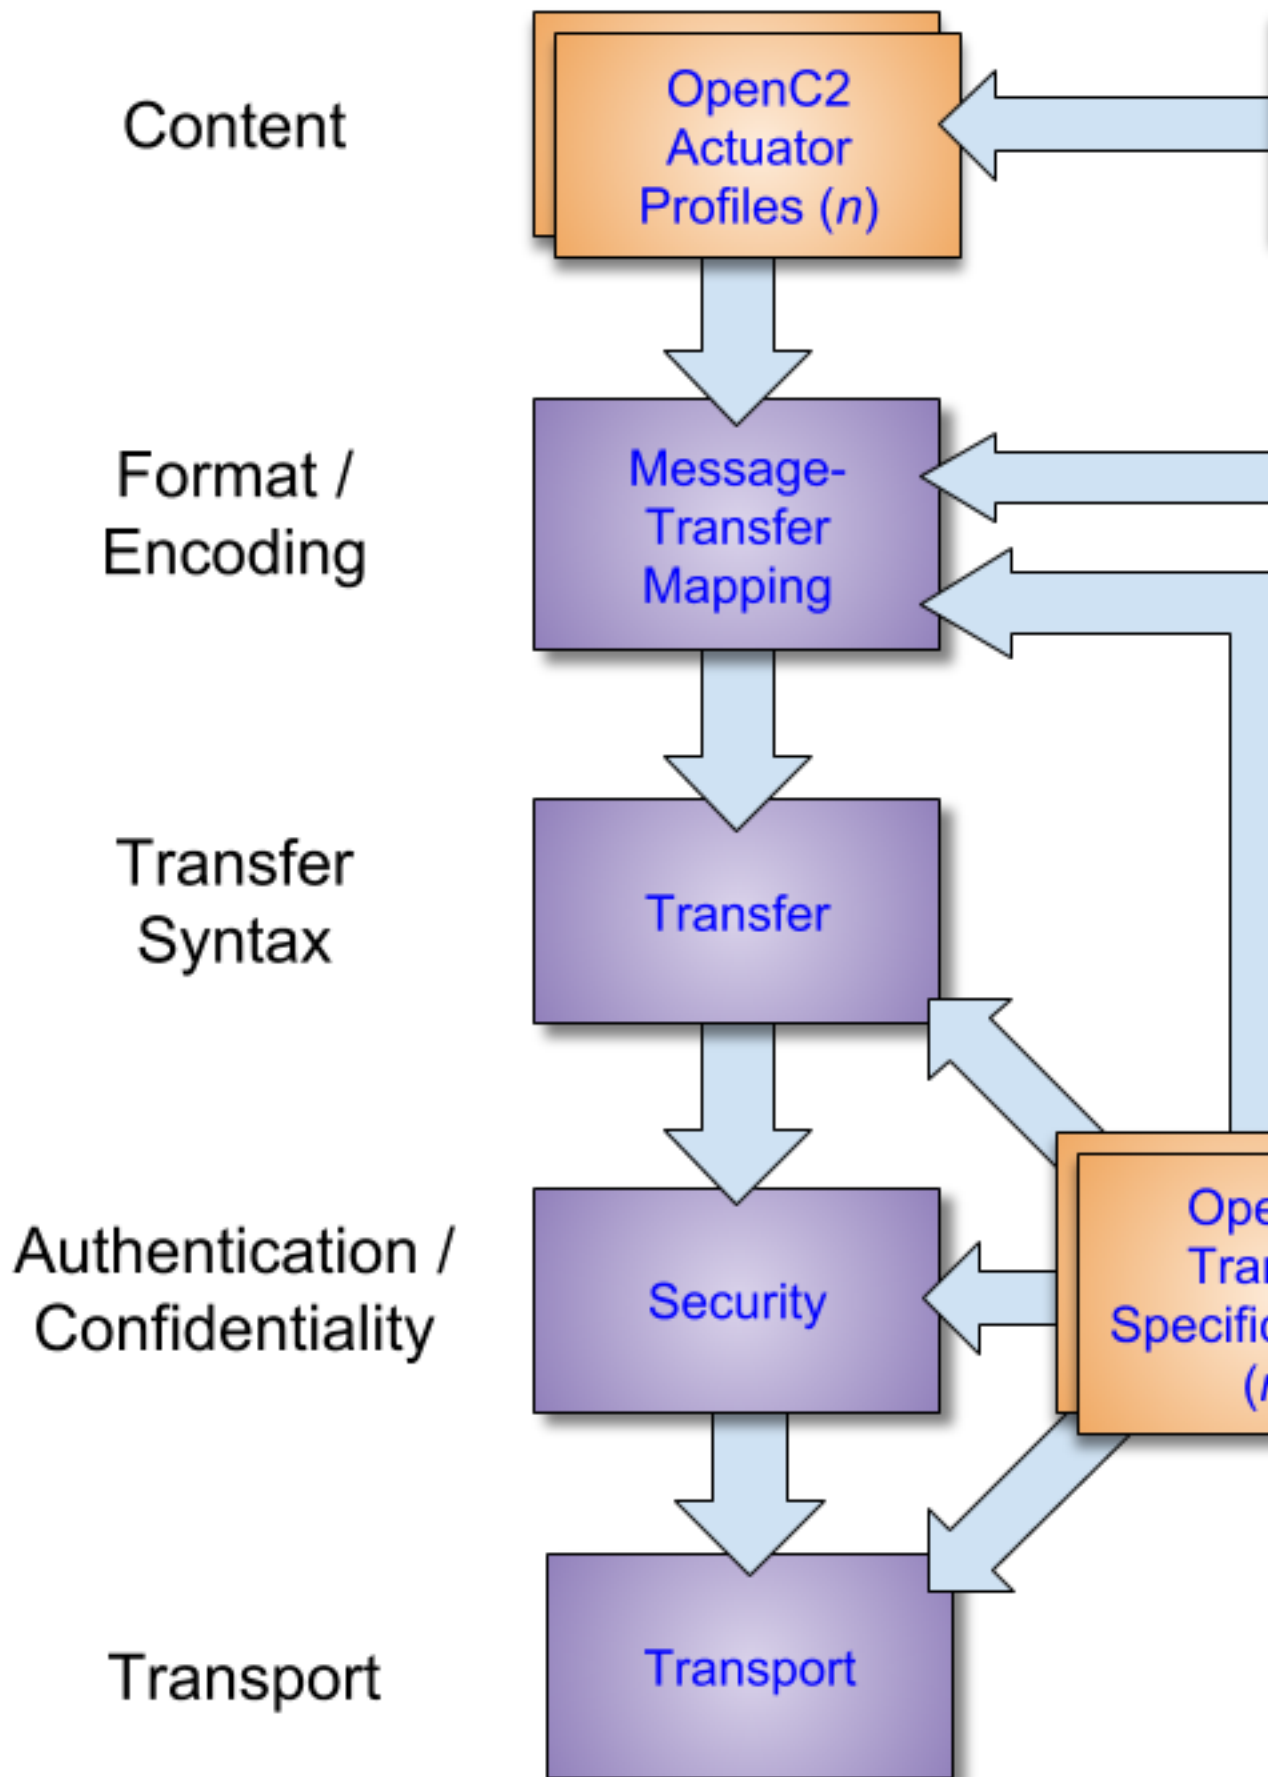 Content
OpenC2
Actuator
Profiles (n)
Format /
Encoding
Message-
Transfer
Mapping
Transfer
Syntax
Transfer
Authentication /
Confidentiality
Security
Transport
Transport